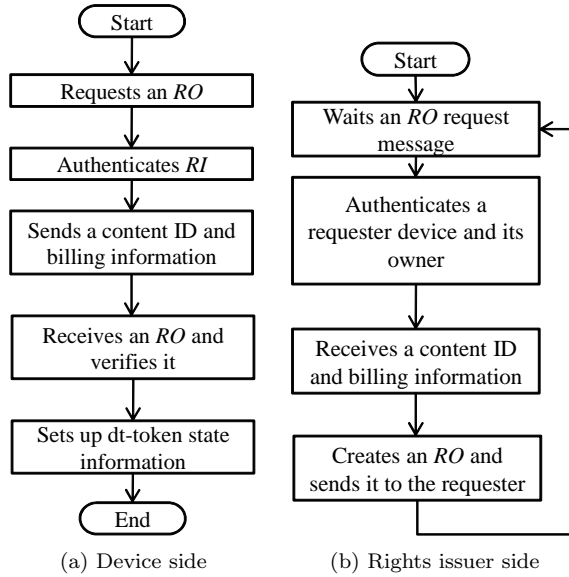 Start
Requests an RO
Authenticates RI
Sends a content ID and
billing information
Receives an RO and
verifies it
Sets up dt-token state
information
End
(a) Device side
Start
Waits an RO request
message
Authenticates a
requester device and its
owner
Receives a content ID
and billing information
Creates an RO and
sends it to the requester
(b) Rights issuer side